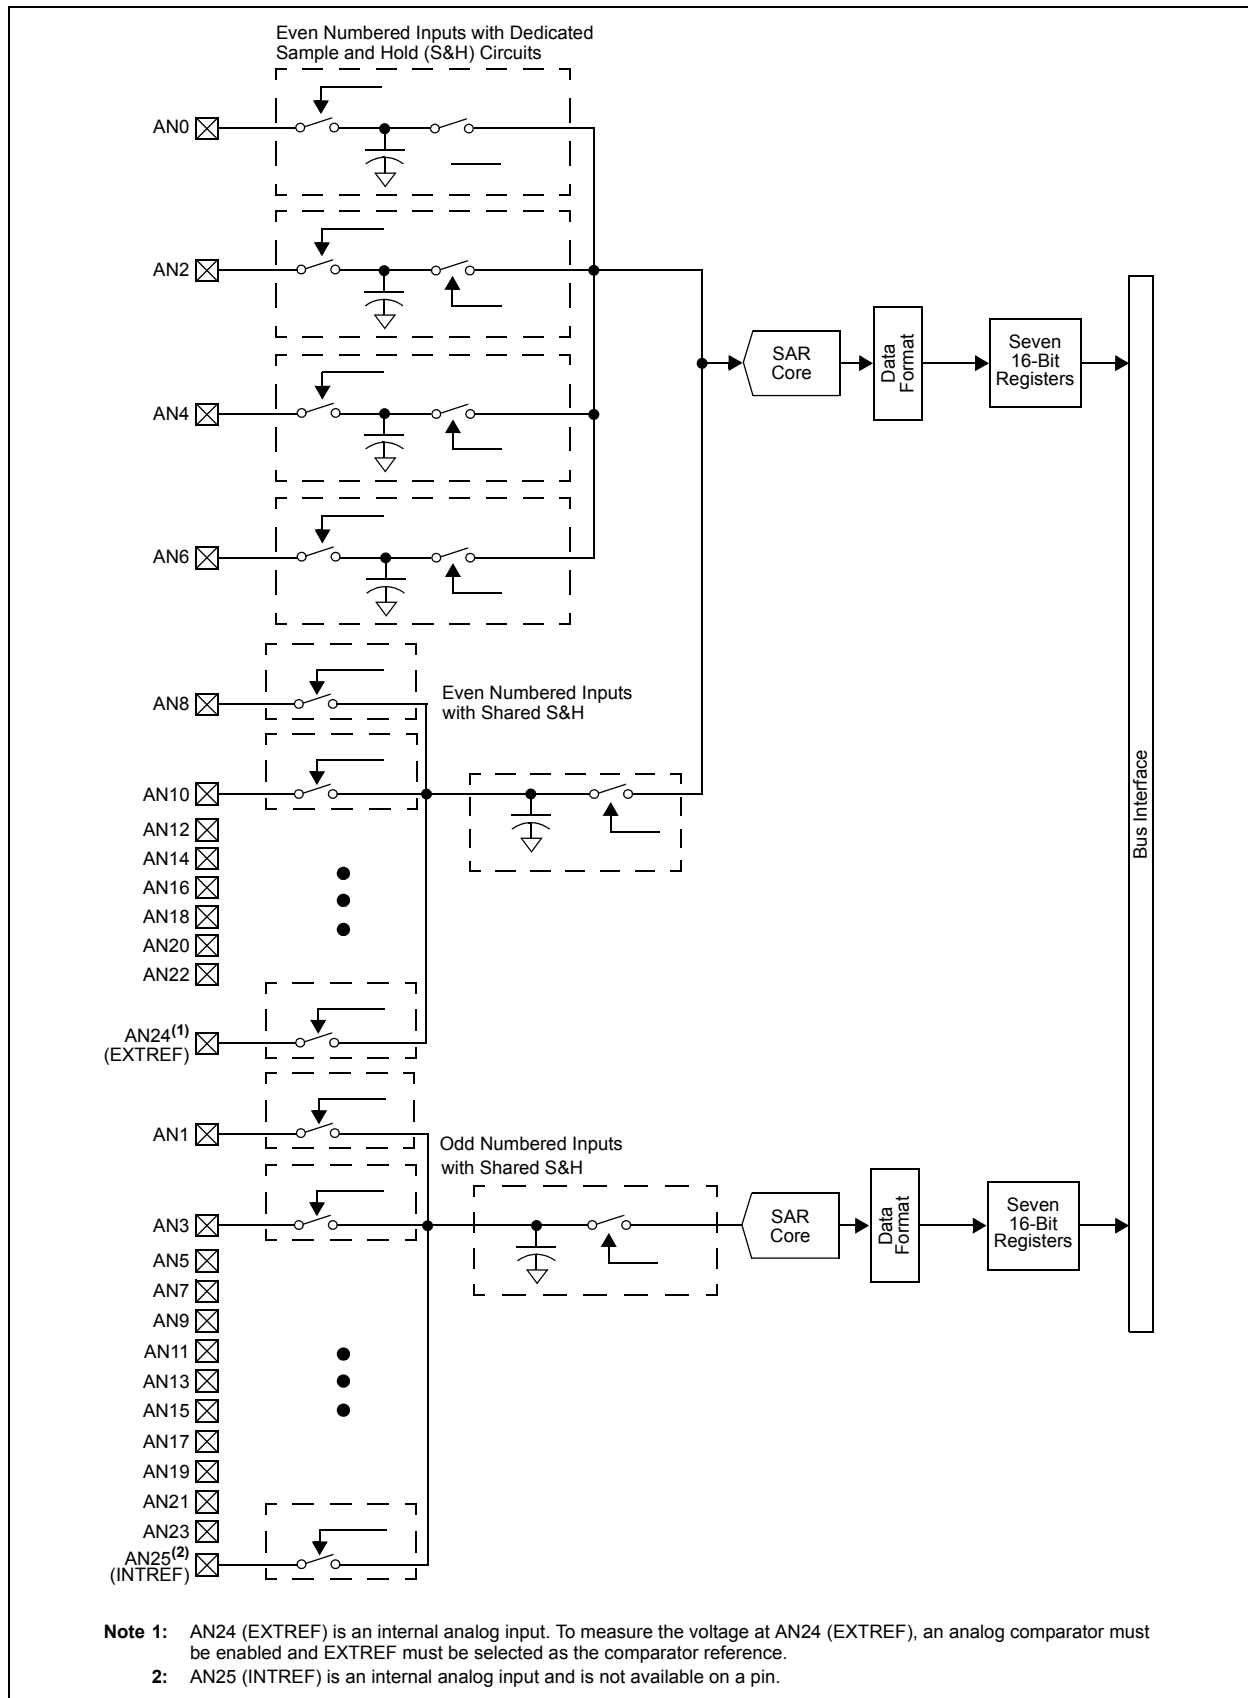 Even Numbered Inputs with Dedicated
Sample and Hold (S&H) Circuits
AN0
AN2
AN4
AN6
SAR
Core
Data
Format
Seven
16-Bit
Registers
AN8
Even Numbered Inputs
with Shared S&H
AN10
AN12
AN14
AN16
AN18
AN20
AN22
AN24(1)
(EXTREF)
Bus Interface
AN1
Odd Numbered Inputs
with Shared S&H
AN3
SAR
Core
Data
Format
Seven
16-Bit
Registers
AN5
AN7
AN9
AN11
AN13
AN15
AN17
AN19
AN21
AN23
AN25(2)
(INTREF)
Note 1: AN24 (EXTREF) is an internal analog input. To measure the voltage at AN24 (EXTREF), an analog comparator must
be enabled and EXTREF must be selected as the comparator reference.
2: AN25 (INTREF) is an internal analog input and is not available on a pin.